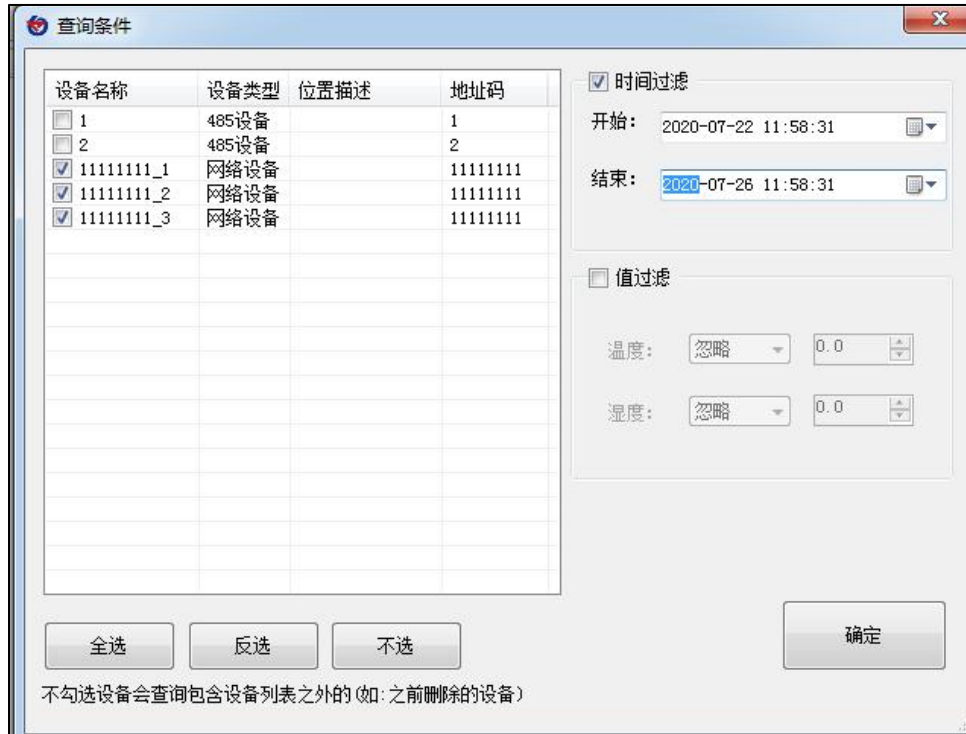 查询条件
设备名称 设备类型 位置描述 地址码
1 485设备 1
2 485设备 2
11111111_1 网络设备 11111111
11111111_2 网络设备 11111111
11111111_3 网络设备 11111111
时间过滤
开始： 2020-07-22 11:58:31
结束： 2020-07-26 11:58:31
值过滤
温度： 忽略 0.0
湿度： 忽略 0.0
全选 反选 不选
确定
不勾选设备会查询包含设备列表之外的(如:之前删除的设备)